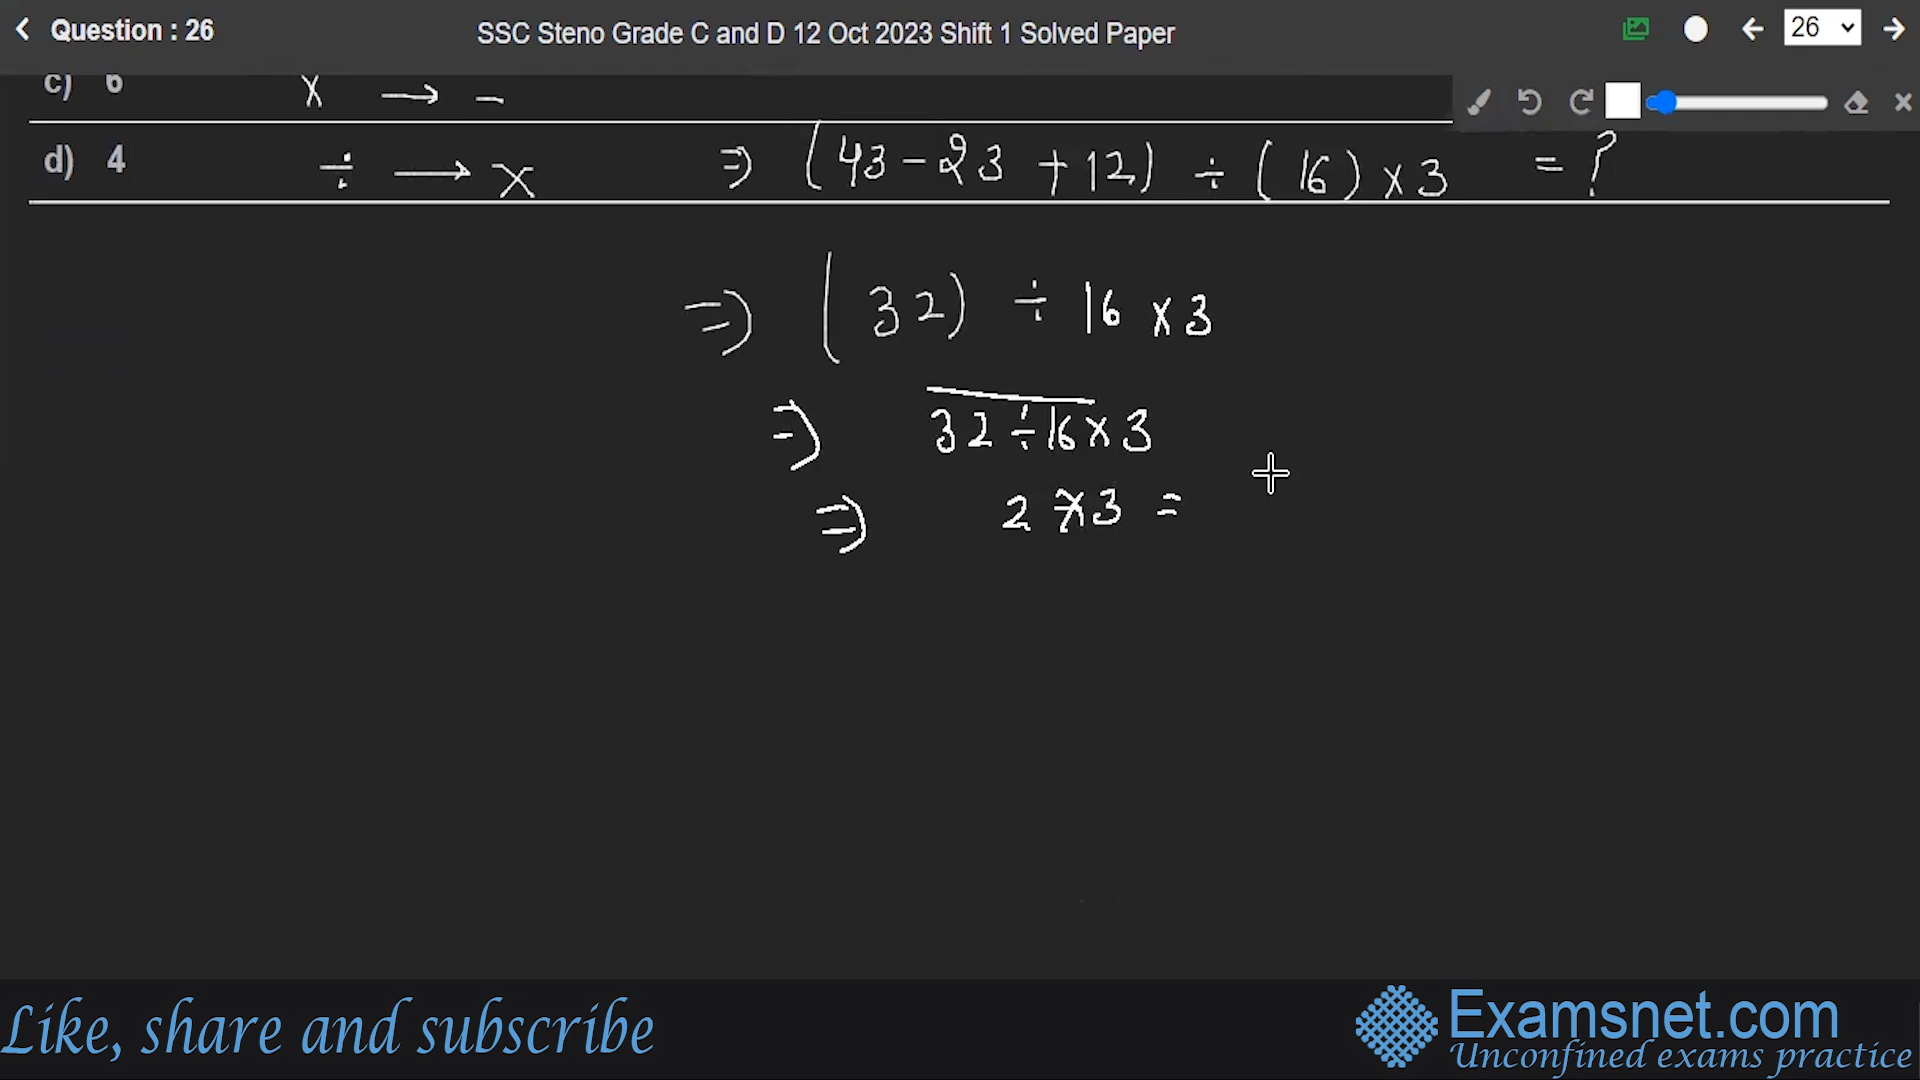 Question : 26
SSC Steno Grade C and D 12 Oct 2023 Shift 1 Solved Paper
26
c) 6
x → -
d) 4
÷ → x
⇒ (43 - 23 + 12) ÷ (16) × 3 = ?
⇒ (32) ÷ 16 × 3
⇒ 32 ÷ 16 × 3
⇒ 2 × 3 =
Like, share and subscribe
Examsnet.com
Unconfined exams practice